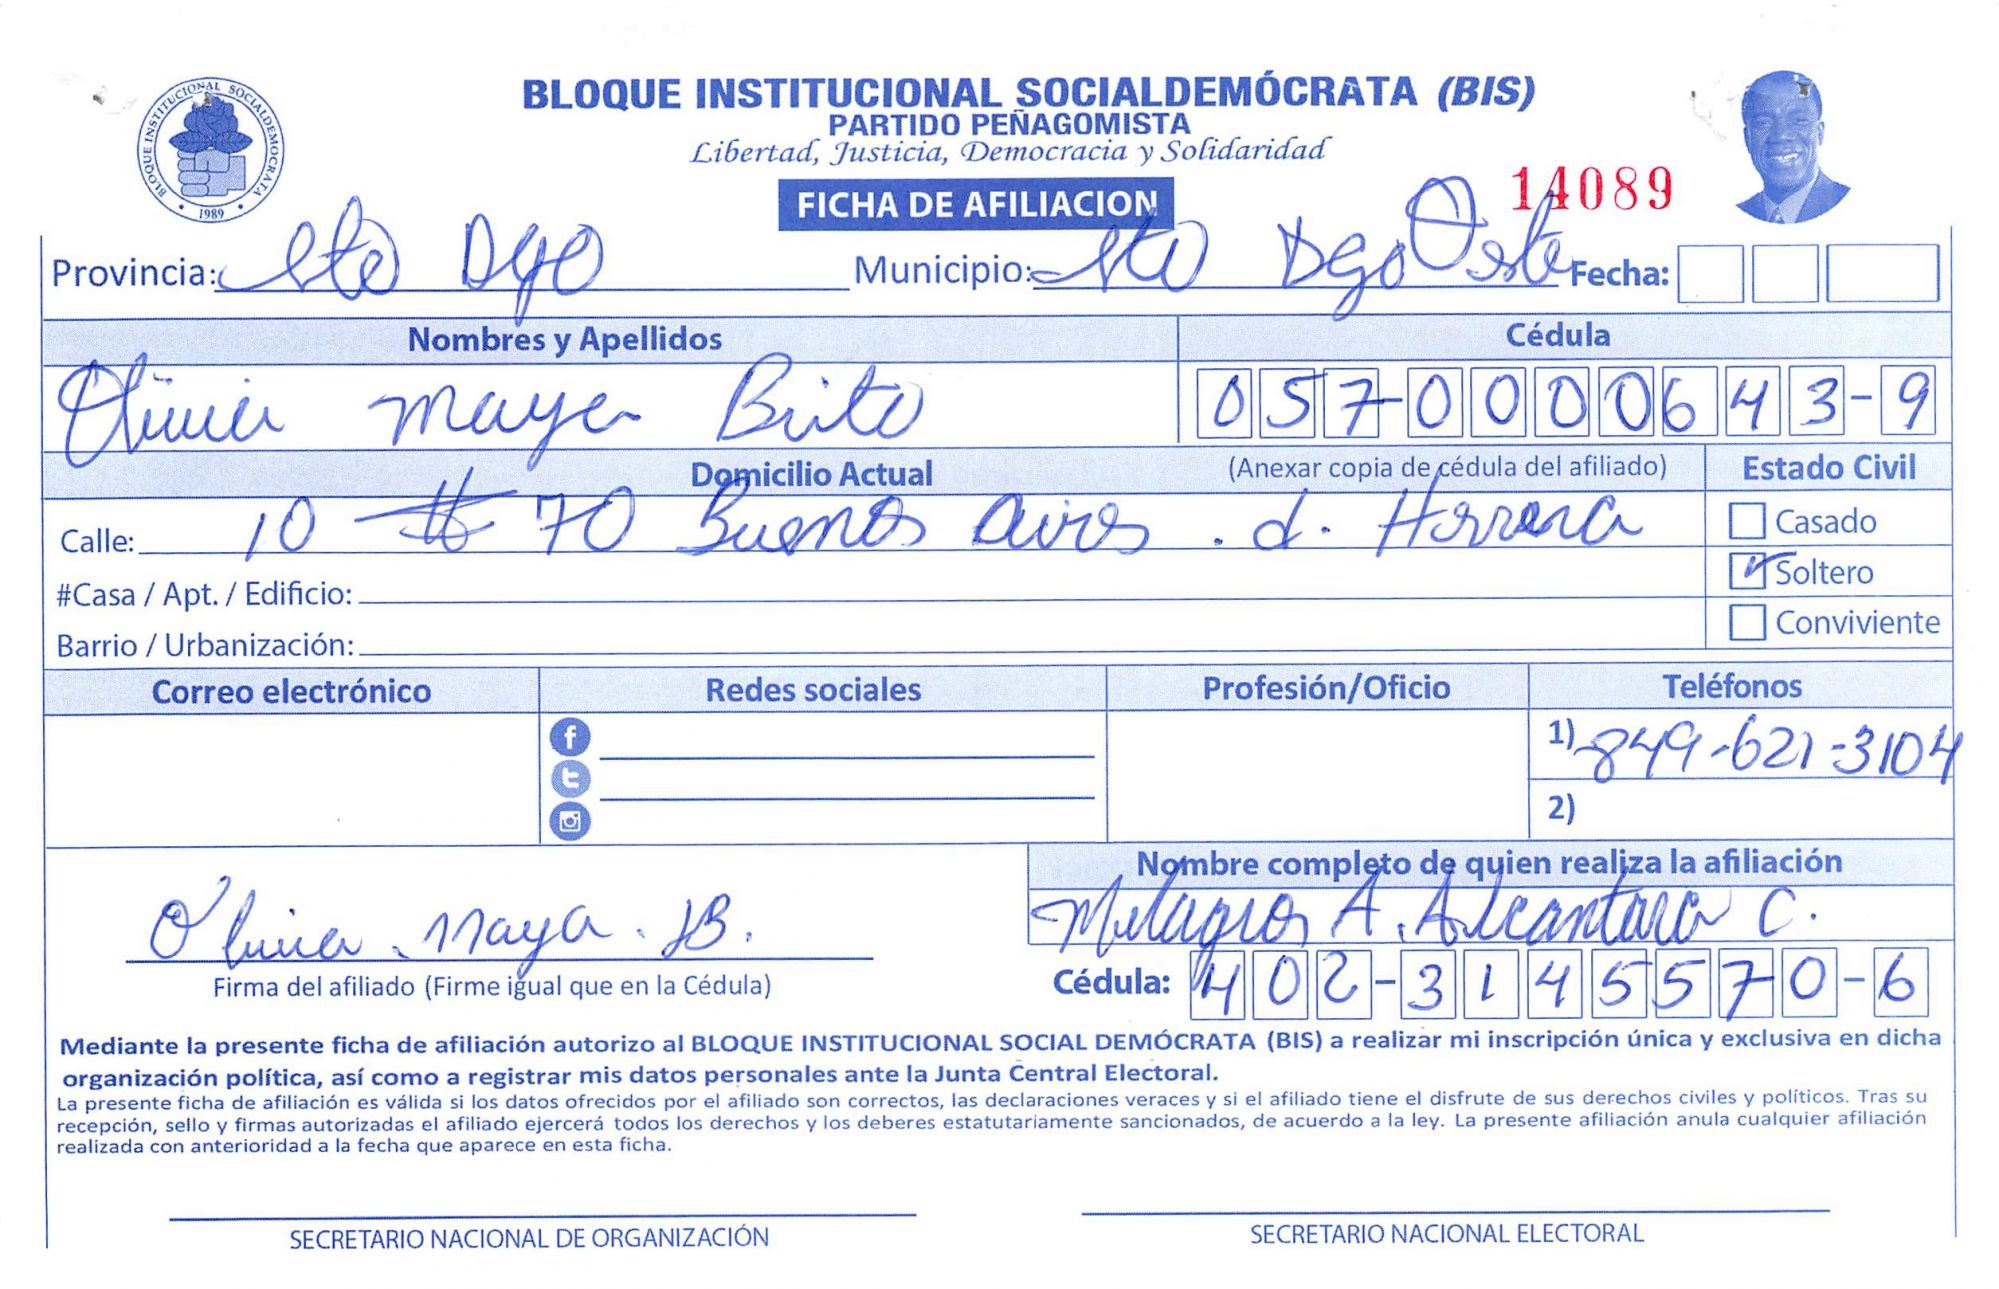 BLOQUE INSTITUCIONAL SOCIALDEMÓCRATA (BIS)
PARTIDO PEÑAGOMISTA
Libertad, Justicia, Democracia y Solidaridad
BLOQUE INSTITUCIONAL SOCIALDEMOCRATA
1989
FICHA DE AFILIACION
14089
Provincia: Sto Dgo Municipio: Sto Dgo Oeste Fecha:
Nombres y Apellidos Cédula
Olivia Maya Brito 057-0000643-9
Domicilio Actual (Anexar copia de cédula del afiliado) Estado Civil
Calle: 10 # 70 Buenos Aires . d. Herrera Casado
#Casa / Apt. / Edificio: Soltero
Barrio / Urbanización: Conviviente
Correo electrónico Redes sociales Profesión/Oficio Teléfonos
1) 849-621-3104
2)
Nombre completo de quien realiza la afiliación
Olivia . Maya . B. Milagros A. Alcantara C.
Firma del afiliado (Firme igual que en la Cédula) Cédula: 402-3145570-6
Mediante la presente ficha de afiliación autorizo al BLOQUE INSTITUCIONAL SOCIAL DEMÓCRATA (BIS) a realizar mi inscripción única y exclusiva en dicha
organización política, así como a registrar mis datos personales ante la Junta Central Electoral.
La presente ficha de afiliación es válida si los datos ofrecidos por el afiliado son correctos, las declaraciones veraces y si el afiliado tiene el disfrute de sus derechos civiles y políticos. Tras su
recepción, sello y firmas autorizadas el afiliado ejercerá todos los derechos y los deberes estatutariamente sancionados, de acuerdo a la ley. La presente afiliación anula cualquier afiliación
realizada con anterioridad a la fecha que aparece en esta ficha.
SECRETARIO NACIONAL DE ORGANIZACIÓN SECRETARIO NACIONAL ELECTORAL